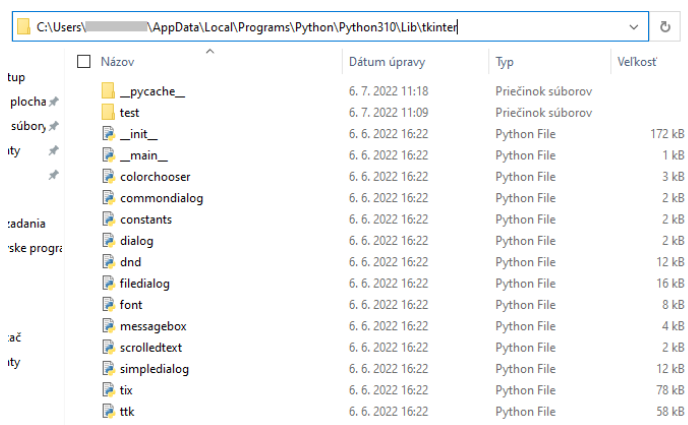 C:\Users\ \AppData\Local\Programs\Python\Python310\Lib\tkinter
Názov Dátum úpravy Typ Veľkosť
tup
plocha
súbory
ty
zadania
ske progra
ač
ty
__pycache__ 6. 7. 2022 11:18 Priečinok súborov
test 6. 7. 2022 11:09 Priečinok súborov
__init__ 6. 6. 2022 16:22 Python File 172 kB
__main__ 6. 6. 2022 16:22 Python File 1 kB
colorchooser 6. 6. 2022 16:22 Python File 3 kB
commondialog 6. 6. 2022 16:22 Python File 2 kB
constants 6. 6. 2022 16:22 Python File 2 kB
dialog 6. 6. 2022 16:22 Python File 2 kB
dnd 6. 6. 2022 16:22 Python File 12 kB
filedialog 6. 6. 2022 16:22 Python File 16 kB
font 6. 6. 2022 16:22 Python File 8 kB
messagebox 6. 6. 2022 16:22 Python File 4 kB
scrolledtext 6. 6. 2022 16:22 Python File 2 kB
simpledialog 6. 6. 2022 16:22 Python File 12 kB
tix 6. 6. 2022 16:22 Python File 78 kB
ttk 6. 6. 2022 16:22 Python File 58 kB